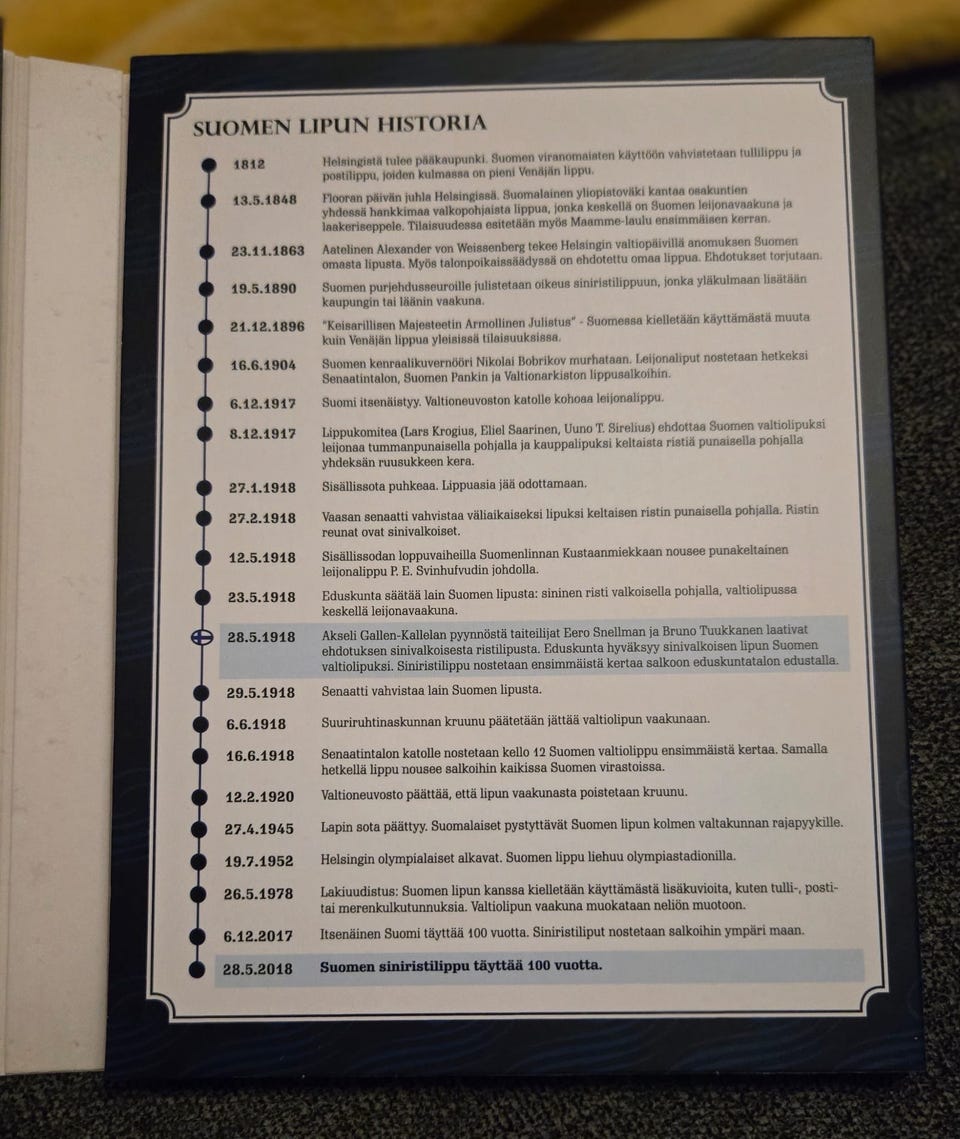 SUOMEN LIPUN HISTORIA
1812 Helsingistä tulee pääkaupunki. Suomen viranomaisten käyttöön vahvistetaan tullilippu ja
postilippu, joiden kulmassa on pieni Venäjän lippu.
13.5.1848 Flooran päivän juhla Helsingissä. Suomalainen yliopistoväki kantaa osakuntien
yhdessä hankkimaa valkopohjaista lippua, jonka keskellä on Suomen leijonavaakuna ja
laakeriseppele. Tilaisuudessa esitetään myös Maamme-laulu ensimmäisen kerran.
23.11.1863 Aatelinen Alexander von Weissenberg tekee Helsingin valtiopäivillä anomuksen Suomen
omasta lipusta. Myös talonpoikaissäädyssä on ehdotettu omaa lippua. Ehdotukset torjutaan.
19.5.1890 Suomen purjehdusseuroille julistetaan oikeus siniristilippuun, jonka yläkulmaan lisätään
kaupungin tai läänin vaakuna.
21.12.1896 "Keisarillisen Majesteetin Armollinen Julistus" - Suomessa kielletään käyttämästä muuta
kuin Venäjän lippua yleisissä tilaisuuksissa.
16.6.1904 Suomen kenraalikuvernööri Nikolai Bobrikov murhataan. Leijonaliput nostetaan hetkeksi
Senaatintalon, Suomen Pankin ja Valtionarkiston lippusalkoihin.
6.12.1917 Suomi itsenäistyy. Valtioneuvoston katolle kohoaa leijonalippu.
8.12.1917 Lippukomitea (Lars Krogius, Eliel Saarinen, Uuno T. Sirelius) ehdottaa Suomen valtiolipuksi
leijonaa tummanpunaisella pohjalla ja kauppalipuksi keltaista ristiä punaisella pohjalla
yhdeksän ruusukkeen kera.
27.1.1918 Sisällissota puhkeaa. Lippuasia jää odottamaan.
27.2.1918 Vaasan senaatti vahvistaa väliaikaiseksi lipuksi keltaisen ristin punaisella pohjalla. Ristin
reunat ovat sinivalkoiset.
12.5.1918 Sisällissodan loppuvaiheilla Suomenlinnan Kustaanmiekkaan nousee punakeltainen
leijonalippu P. E. Svinhufvudin johdolla.
23.5.1918 Eduskunta säätää lain Suomen lipusta: sininen risti valkoisella pohjalla, valtiolipussa
keskellä leijonavaakuna.
28.5.1918 Akseli Gallen-Kallelan pyynnöstä taiteilijat Eero Snellman ja Bruno Tuukkanen laativat
ehdotuksen sinivalkoisesta ristilipusta. Eduskunta hyväksyy sinivalkoisen lipun Suomen
valtiolipuksi. Siniristilippu nostetaan ensimmäistä kertaa salkoon eduskuntatalon edustalla.
29.5.1918 Senaatti vahvistaa lain Suomen lipusta.
6.6.1918 Suuriruhtinaskunnan kruunu päätetään jättää valtiolipun vaakunaan.
16.6.1918 Senaatintalon katolle nostetaan kello 12 Suomen valtiolippu ensimmäistä kertaa. Samalla
hetkellä lippu nousee salkoihin kaikissa Suomen virastoissa.
12.2.1920 Valtioneuvosto päättää, että lipun vaakunasta poistetaan kruunu.
27.4.1945 Lapin sota päättyy. Suomalaiset pystyttävät Suomen lipun kolmen valtakunnan rajapyykille.
19.7.1952 Helsingin olympialaiset alkavat. Suomen lippu liehuu olympiastadionilla.
26.5.1978 Lakiuudistus: Suomen lipun kanssa kielletään käyttämästä lisäkuvioita, kuten tulli-, posti-
tai merenkulkutunnuksia. Valtiolipun vaakuna muokataan neliön muotoon.
6.12.2017 Itsenäinen Suomi täyttää 100 vuotta. Siniristiliput nostetaan salkoihin ympäri maan.
28.5.2018 Suomen siniristilippu täyttää 100 vuotta.